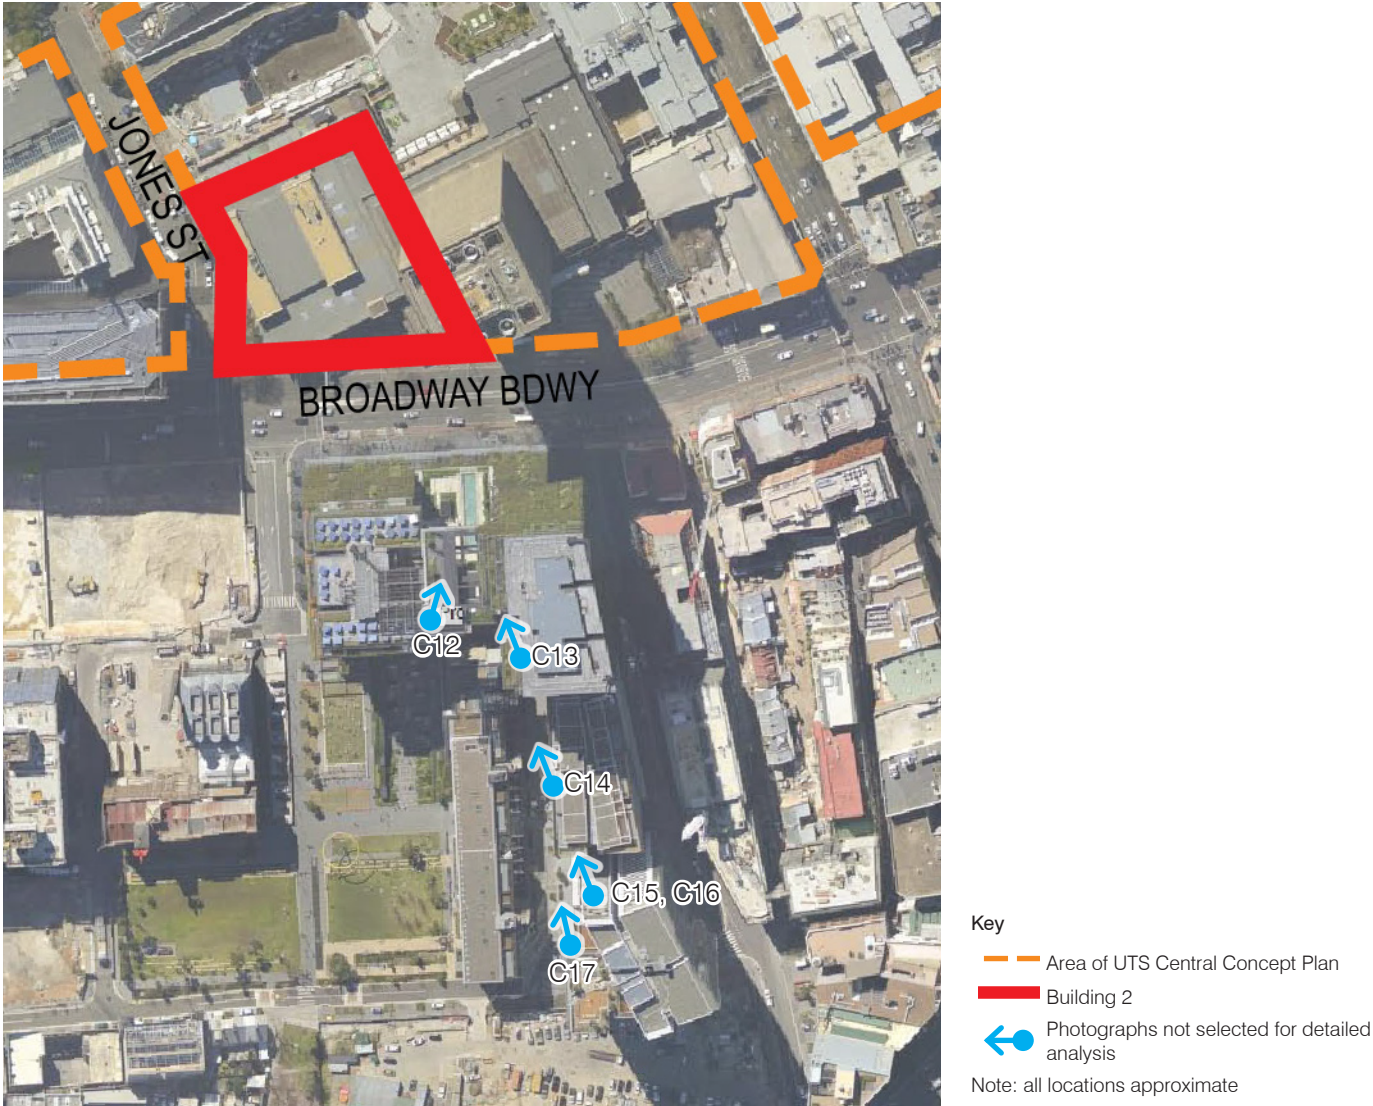 JONES ST
BROADWAY BDWY
C12
C13
C14
C15, C16
C17
Key
Area of UTS Central Concept Plan
Building 2
Photographs not selected for detailed
analysis
Note: all locations approximate